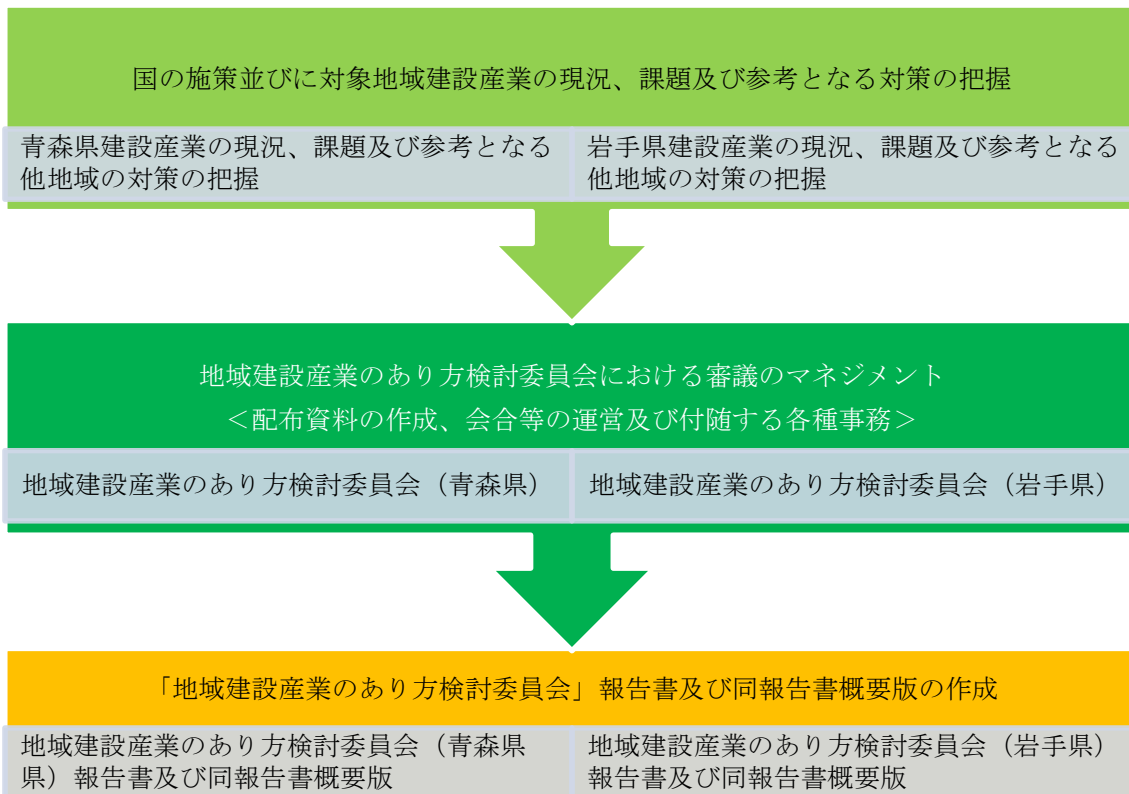 国の施策並びに対象地域建設産業の現況、課題及び参考となる対策の把握
青森県建設産業の現況、課題及び参考となる
他地域の対策の把握
岩手県建設産業の現況、課題及び参考となる
他地域の対策の把握
地域建設産業のあり方検討委員会における審議のマネジメント
＜配布資料の作成、会合等の運営及び付随する各種事務＞
地域建設産業のあり方検討委員会（青森県）
地域建設産業のあり方検討委員会（岩手県）
「地域建設産業のあり方検討委員会」報告書及び同報告書概要版の作成
地域建設産業のあり方検討委員会（青森県
県）報告書及び同報告書概要版
地域建設産業のあり方検討委員会（岩手県）
報告書及び同報告書概要版